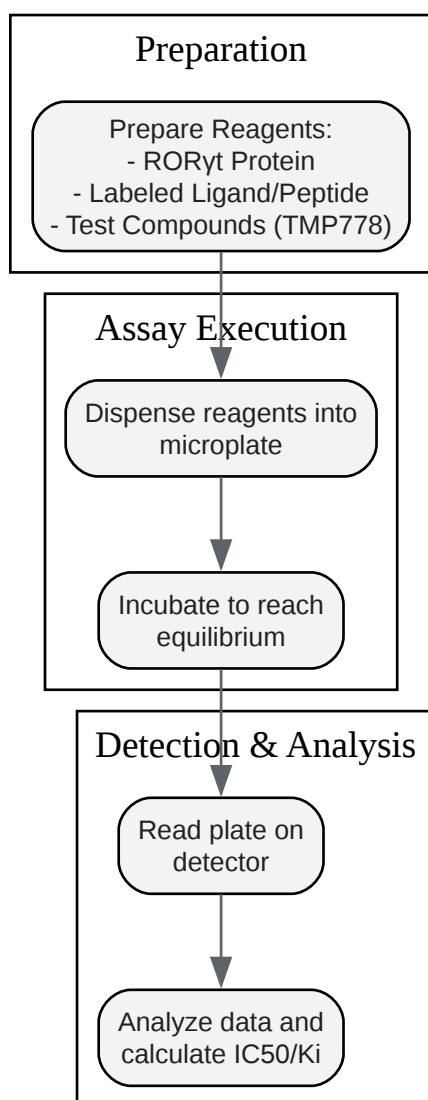 Preparation
Prepare Reagents:
- RORγt Protein
- Labeled Ligand/Peptide
- Test Compounds (TMP778)
Assay Execution
Dispense reagents into
microplate
Incubate to reach
equilibrium
Detection & Analysis
Read plate on
detector
Analyze data and
calculate IC50/Ki